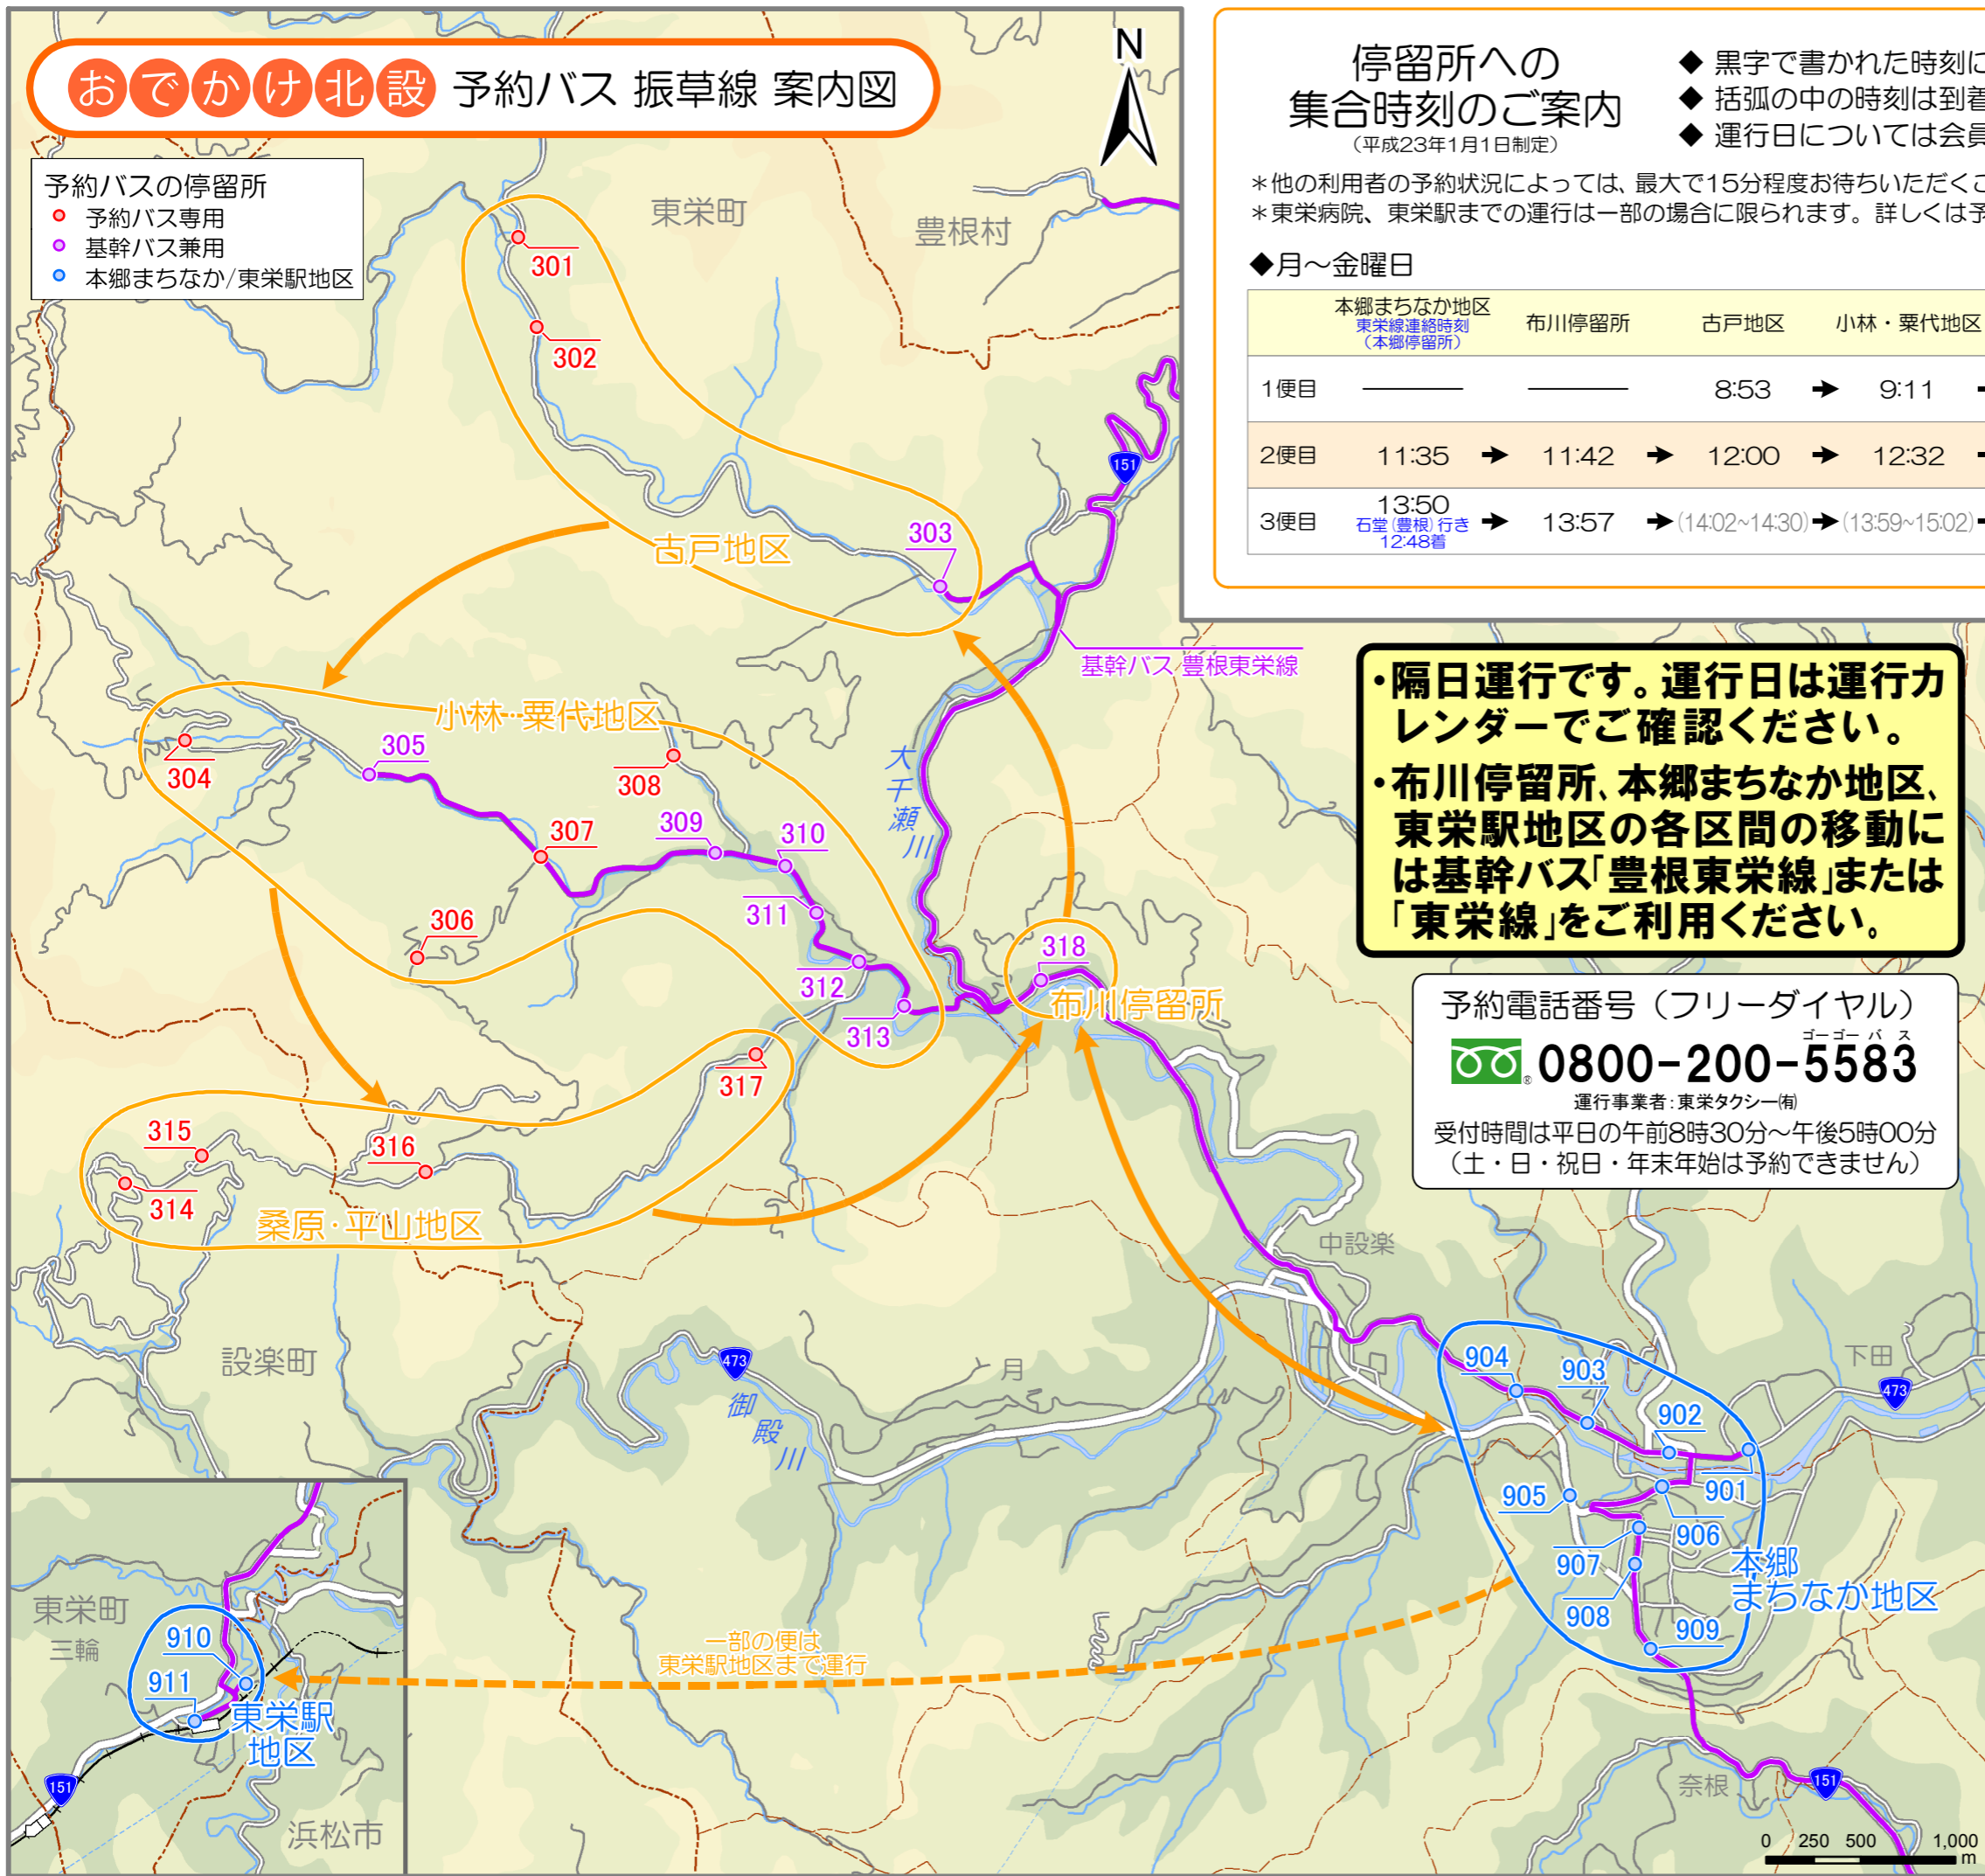 おでかけ北設 予約バス 振草線 案内図
N
予約バスの停留所
予約バス専用
基幹バス兼用
本郷まちなか/東栄駅地区
停留所への
集合時刻のご案内
(平成23年1月1日制定)
◆ 黒字で書かれた時刻に
◆ 括弧の中の時刻は到着
◆ 運行日については会員
＊他の利用者の予約状況によっては、最大で15分程度お待ちいただくこ
＊東栄病院、東栄駅までの運行は一部の場合に限られます。詳しくは予
◆月～金曜日
本郷まちなか地区 布川停留所 古戸地区 小林・粟代地区
東栄線連絡時刻
(本郷停留所)
1便目 ―― ―― 8:53 ➔ 9:11
2便目 11:35 ➔ 11:42 ➔ 12:00 ➔ 12:32
3便目 13:50 ➔ 13:57 ➔ (14:02~14:30) ➔ (13:59~15:02)
石堂(豊根)行き
12:48着
東栄町
豊根村
301
302
151
303
古戸地区
基幹バス 豊根東栄線
小林・粟代地区
304
305
308
307
309
310
大千瀬川
311
306
312
313
318
布川停留所
317
315
316
314
桑原・平山地区
・隔日運行です。運行日は運行カ
レンダーでご確認ください。
・布川停留所、本郷まちなか地区、
東栄駅地区の各区間の移動に
は基幹バス「豊根東栄線」または
「東栄線」をご利用ください。
予約電話番号（フリーダイヤル）
ゴーゴー バ ス
0800-200-5583
運行事業者：東栄タクシー㈲
受付時間は平日の午前8時30分～午後5時00分
（土・日・祝日・年末年始は予約できません）
中設楽
設楽町
473
御殿川
月
下田
473
904
903
902
901
905
906
907
908
909
本郷
まちなか地区
一部の便は
東栄駅地区まで運行
東栄町
三輪
910
911
東栄駅
地区
151
浜松市
奈根
151
0 250 500 1,000
m